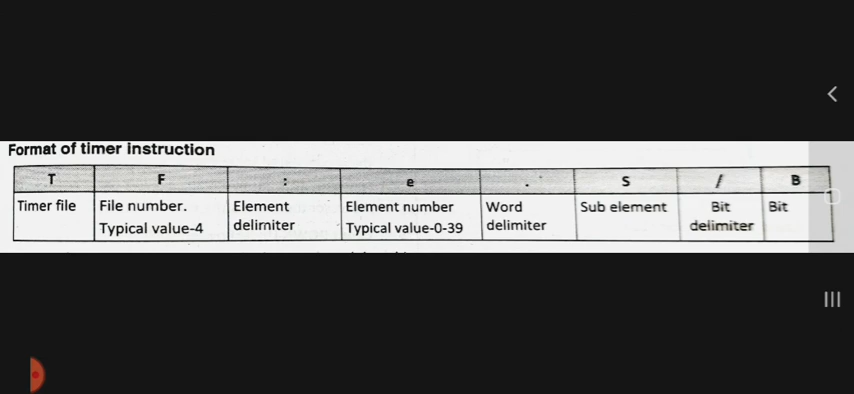 Format of timer instruction
T F : e . S / B
Timer file File number. Element Element number Word Sub element Bit Bit
Typical value-4 delimiter Typical value-0-39 delimiter delimiter